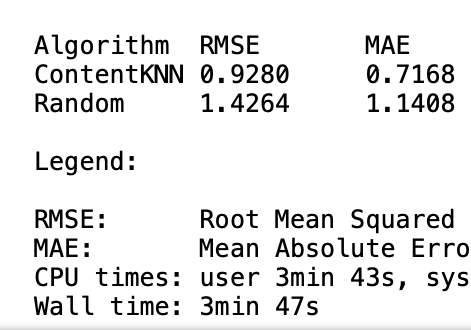 Algorithm RMSE MAE
ContentKNN 0.9280 0.7168
Random 1.4264 1.1408
Legend:
RMSE: Root Mean Squared
MAE: Mean Absolute Erro
CPU times: user 3min 43s, sys
Wall time: 3min 47s